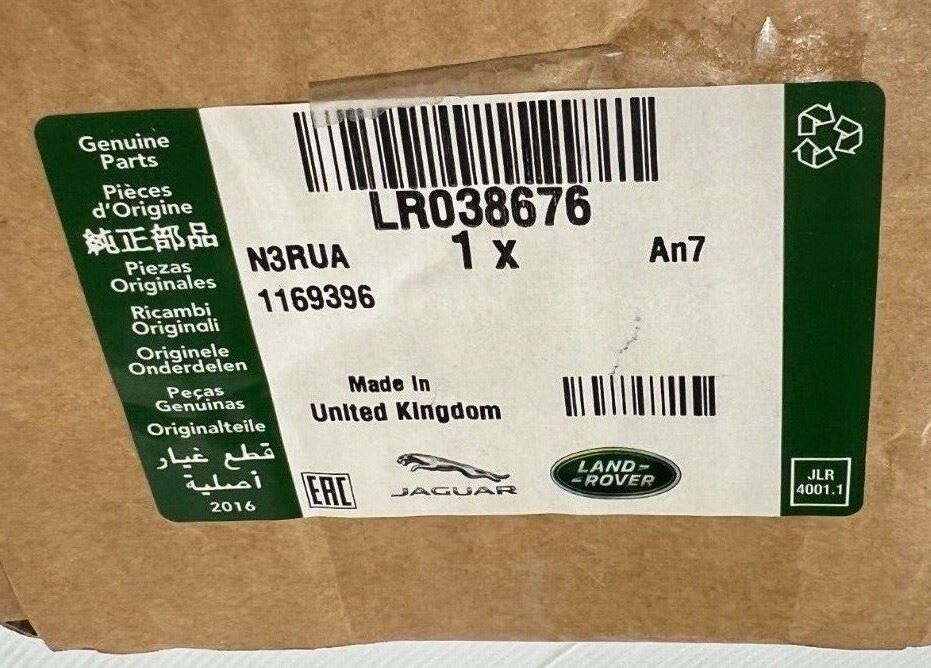 Genuine
Parts
Pièces
d'Origine
純正部品
Piezas
Originales
Ricambi
Originali
Originele
Onderdelen
Peças
Genuinas
Originalteile
قطع غيار
أصلية
2016
LR038676
N3RUA
1 x
An7
1169396
Made In
United Kingdom
EAC
JAGUAR
LAND-
-ROVER
JLR
4001.1